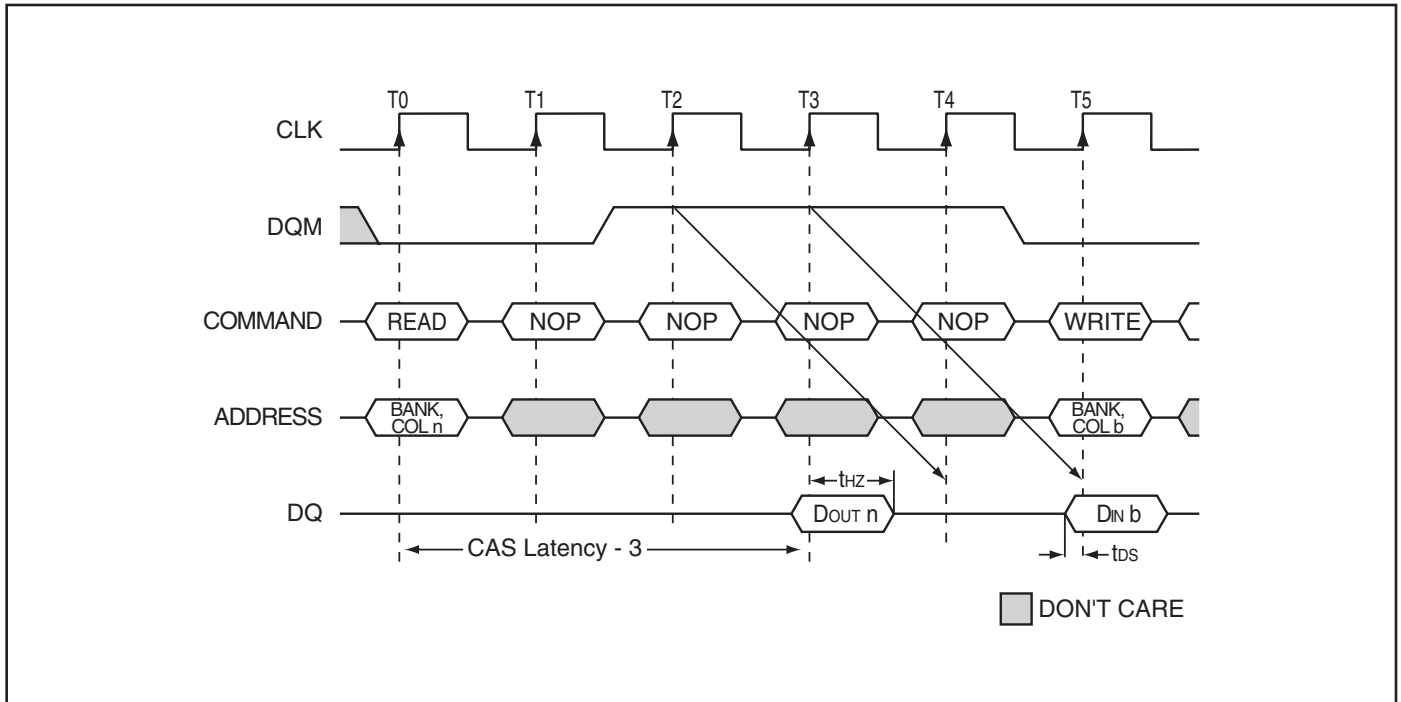 T0 T1 T2 T3 T4 T5
CLK
DQM
COMMAND READ NOP NOP NOP NOP WRITE
ADDRESS BANK, COL n BANK, COL b
tHZ
DQ DOUT n DIN b
CAS Latency - 3 tDS
DON'T CARE